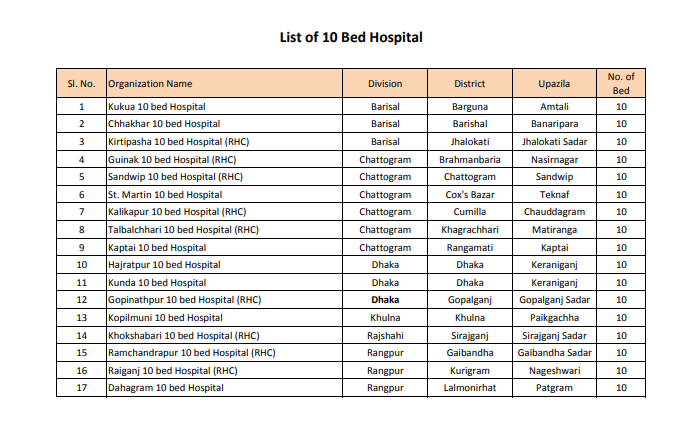 List of 10 Bed Hospital
Sl. No. Organization Name Division District Upazila No. of Bed
1 Kukua 10 bed Hospital Barisal Barguna Amtali 10
2 Chhakhar 10 bed Hospital Barisal Barishal Banaripara 10
3 Kirtipasha 10 bed Hospital (RHC) Barisal Jhalokati Jhalokati Sadar 10
4 Guinak 10 bed Hospital (RHC) Chattogram Brahmanbaria Nasirnagar 10
5 Sandwip 10 bed Hospital (RHC) Chattogram Chattogram Sandwip 10
6 St. Martin 10 bed Hospital Chattogram Cox's Bazar Teknaf 10
7 Kalikapur 10 bed Hospital (RHC) Chattogram Cumilla Chauddagram 10
8 Talbalchhari 10 bed Hospital (RHC) Chattogram Khagrachhari Matiranga 10
9 Kaptai 10 bed Hospital Chattogram Rangamati Kaptai 10
10 Hajratpur 10 bed Hospital Dhaka Dhaka Keraniganj 10
11 Kunda 10 bed Hospital Dhaka Dhaka Keraniganj 10
12 Gopinathpur 10 bed Hospital (RHC) Dhaka Gopalganj Gopalganj Sadar 10
13 Kopilmuni 10 bed Hospital Khulna Khulna Paikgachha 10
14 Khokshabari 10 bed Hospital (RHC) Rajshahi Sirajganj Sirajganj Sadar 10
15 Ramchandrapur 10 bed Hospital (RHC) Rangpur Gaibandha Gaibandha Sadar 10
16 Raiganj 10 bed Hospital (RHC) Rangpur Kurigram Nageshwari 10
17 Dahagram 10 bed Hospital Rangpur Lalmonirhat Patgram 10